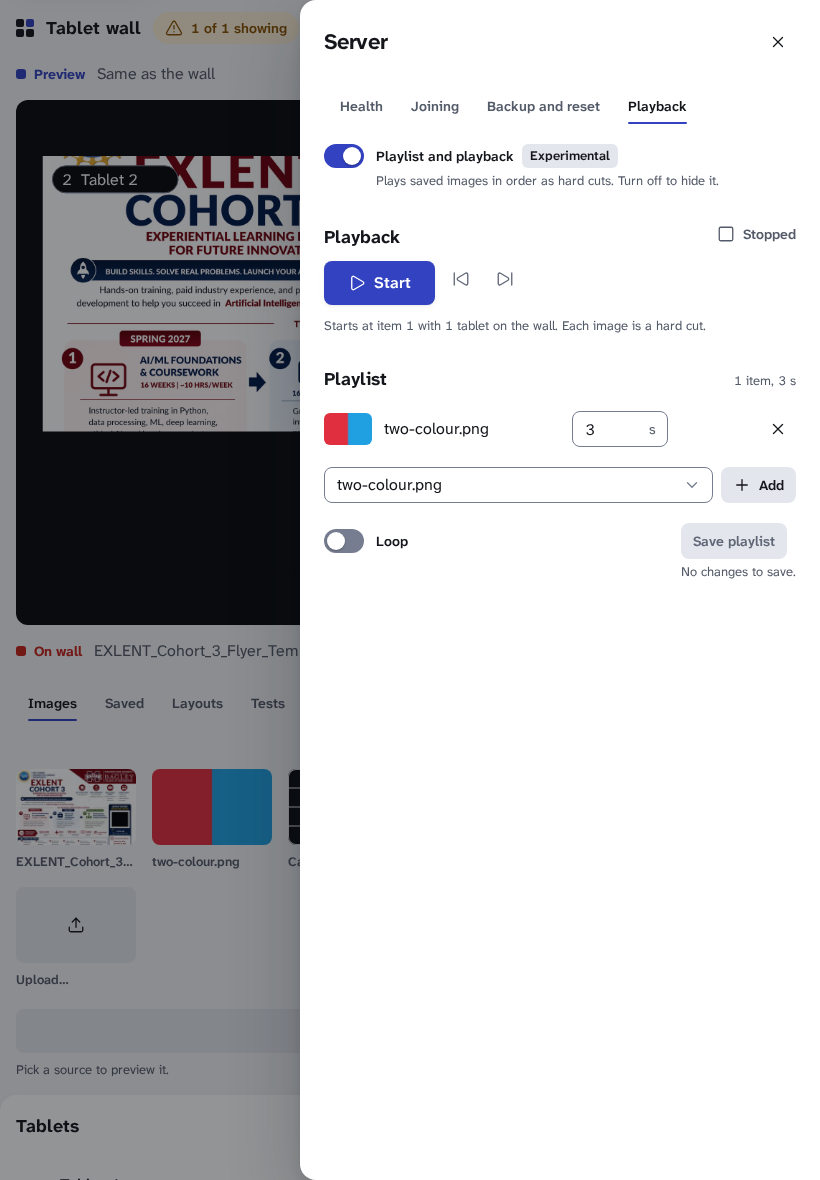 Tablet wall
1 of 1 showing
Preview Same as the wall
2 Tablet 2
COHORT
EXPERIENTIAL LEARNING
FOR FUTURE INNOVAT
BUILD SKILLS. SOLVE REAL PROBLEMS. LAUNCH YOUR
Hands-on training, paid industry experience, and p
development to help you succeed in Artificial Intelligen
SPRING 2027
1
AI/ML FOUNDATIONS
& COURSEWORK
16 WEEKS | ~10 HRS/WEEK
2
16
Instructor-led training in Python,
data processing, ML, deep learning,
On wall EXLENT_Cohort_3_Flyer_Tem
Images Saved Layouts Tests
EXLENT
COHORT 3
EXLENT_Cohort_3...
two-colour.png
Ca
Upload...
Pick a source to preview it.
Tablets
Server
Health Joining Backup and reset Playback
Playlist and playback Experimental
Plays saved images in order as hard cuts. Turn off to hide it.
Playback
Stopped
Start
Starts at item 1 with 1 tablet on the wall. Each image is a hard cut.
Playlist
1 item, 3 s
two-colour.png
3 s
two-colour.png
Add
Loop
Save playlist
No changes to save.